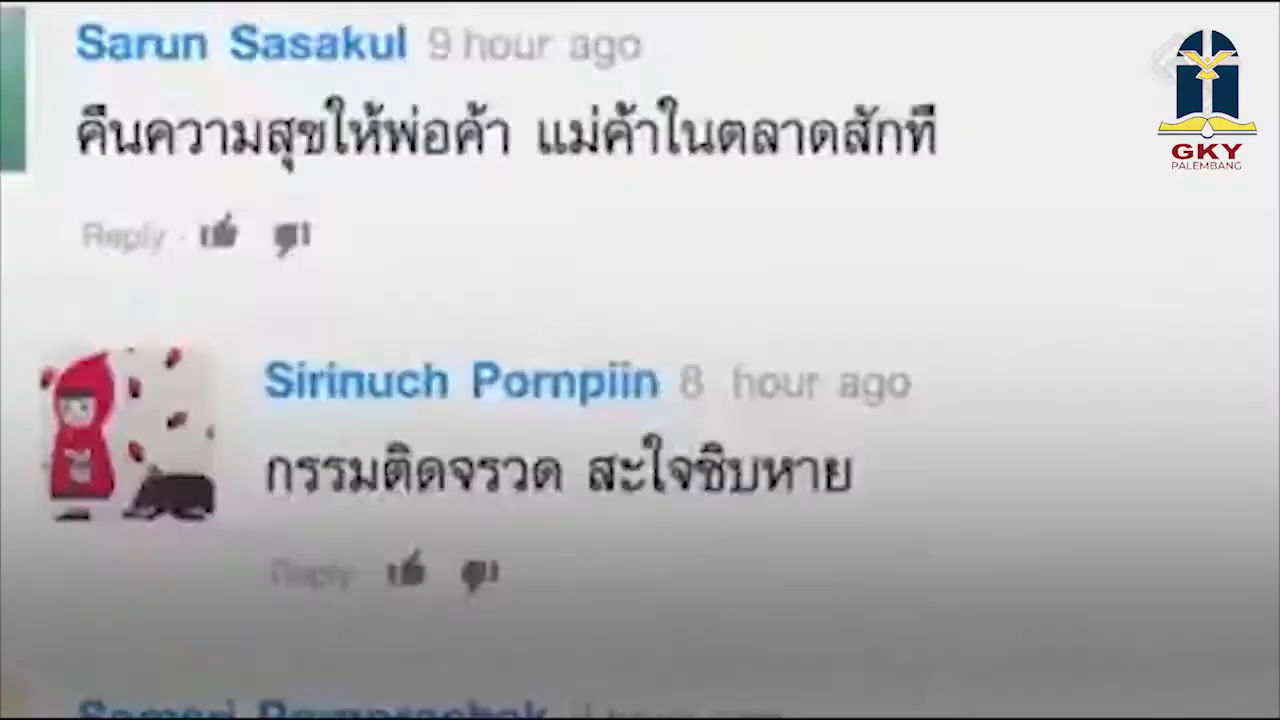 Sarun Sasakul 9 hour ago
คืนความสุขให้พ่อค้า แม่ค้าในตลาดสักที
Reply
Sirinuch Pornpiin 8 hour ago
กรรมติดจรวด สะใจชิบหาย
Reply
GKY
PALEMBANG